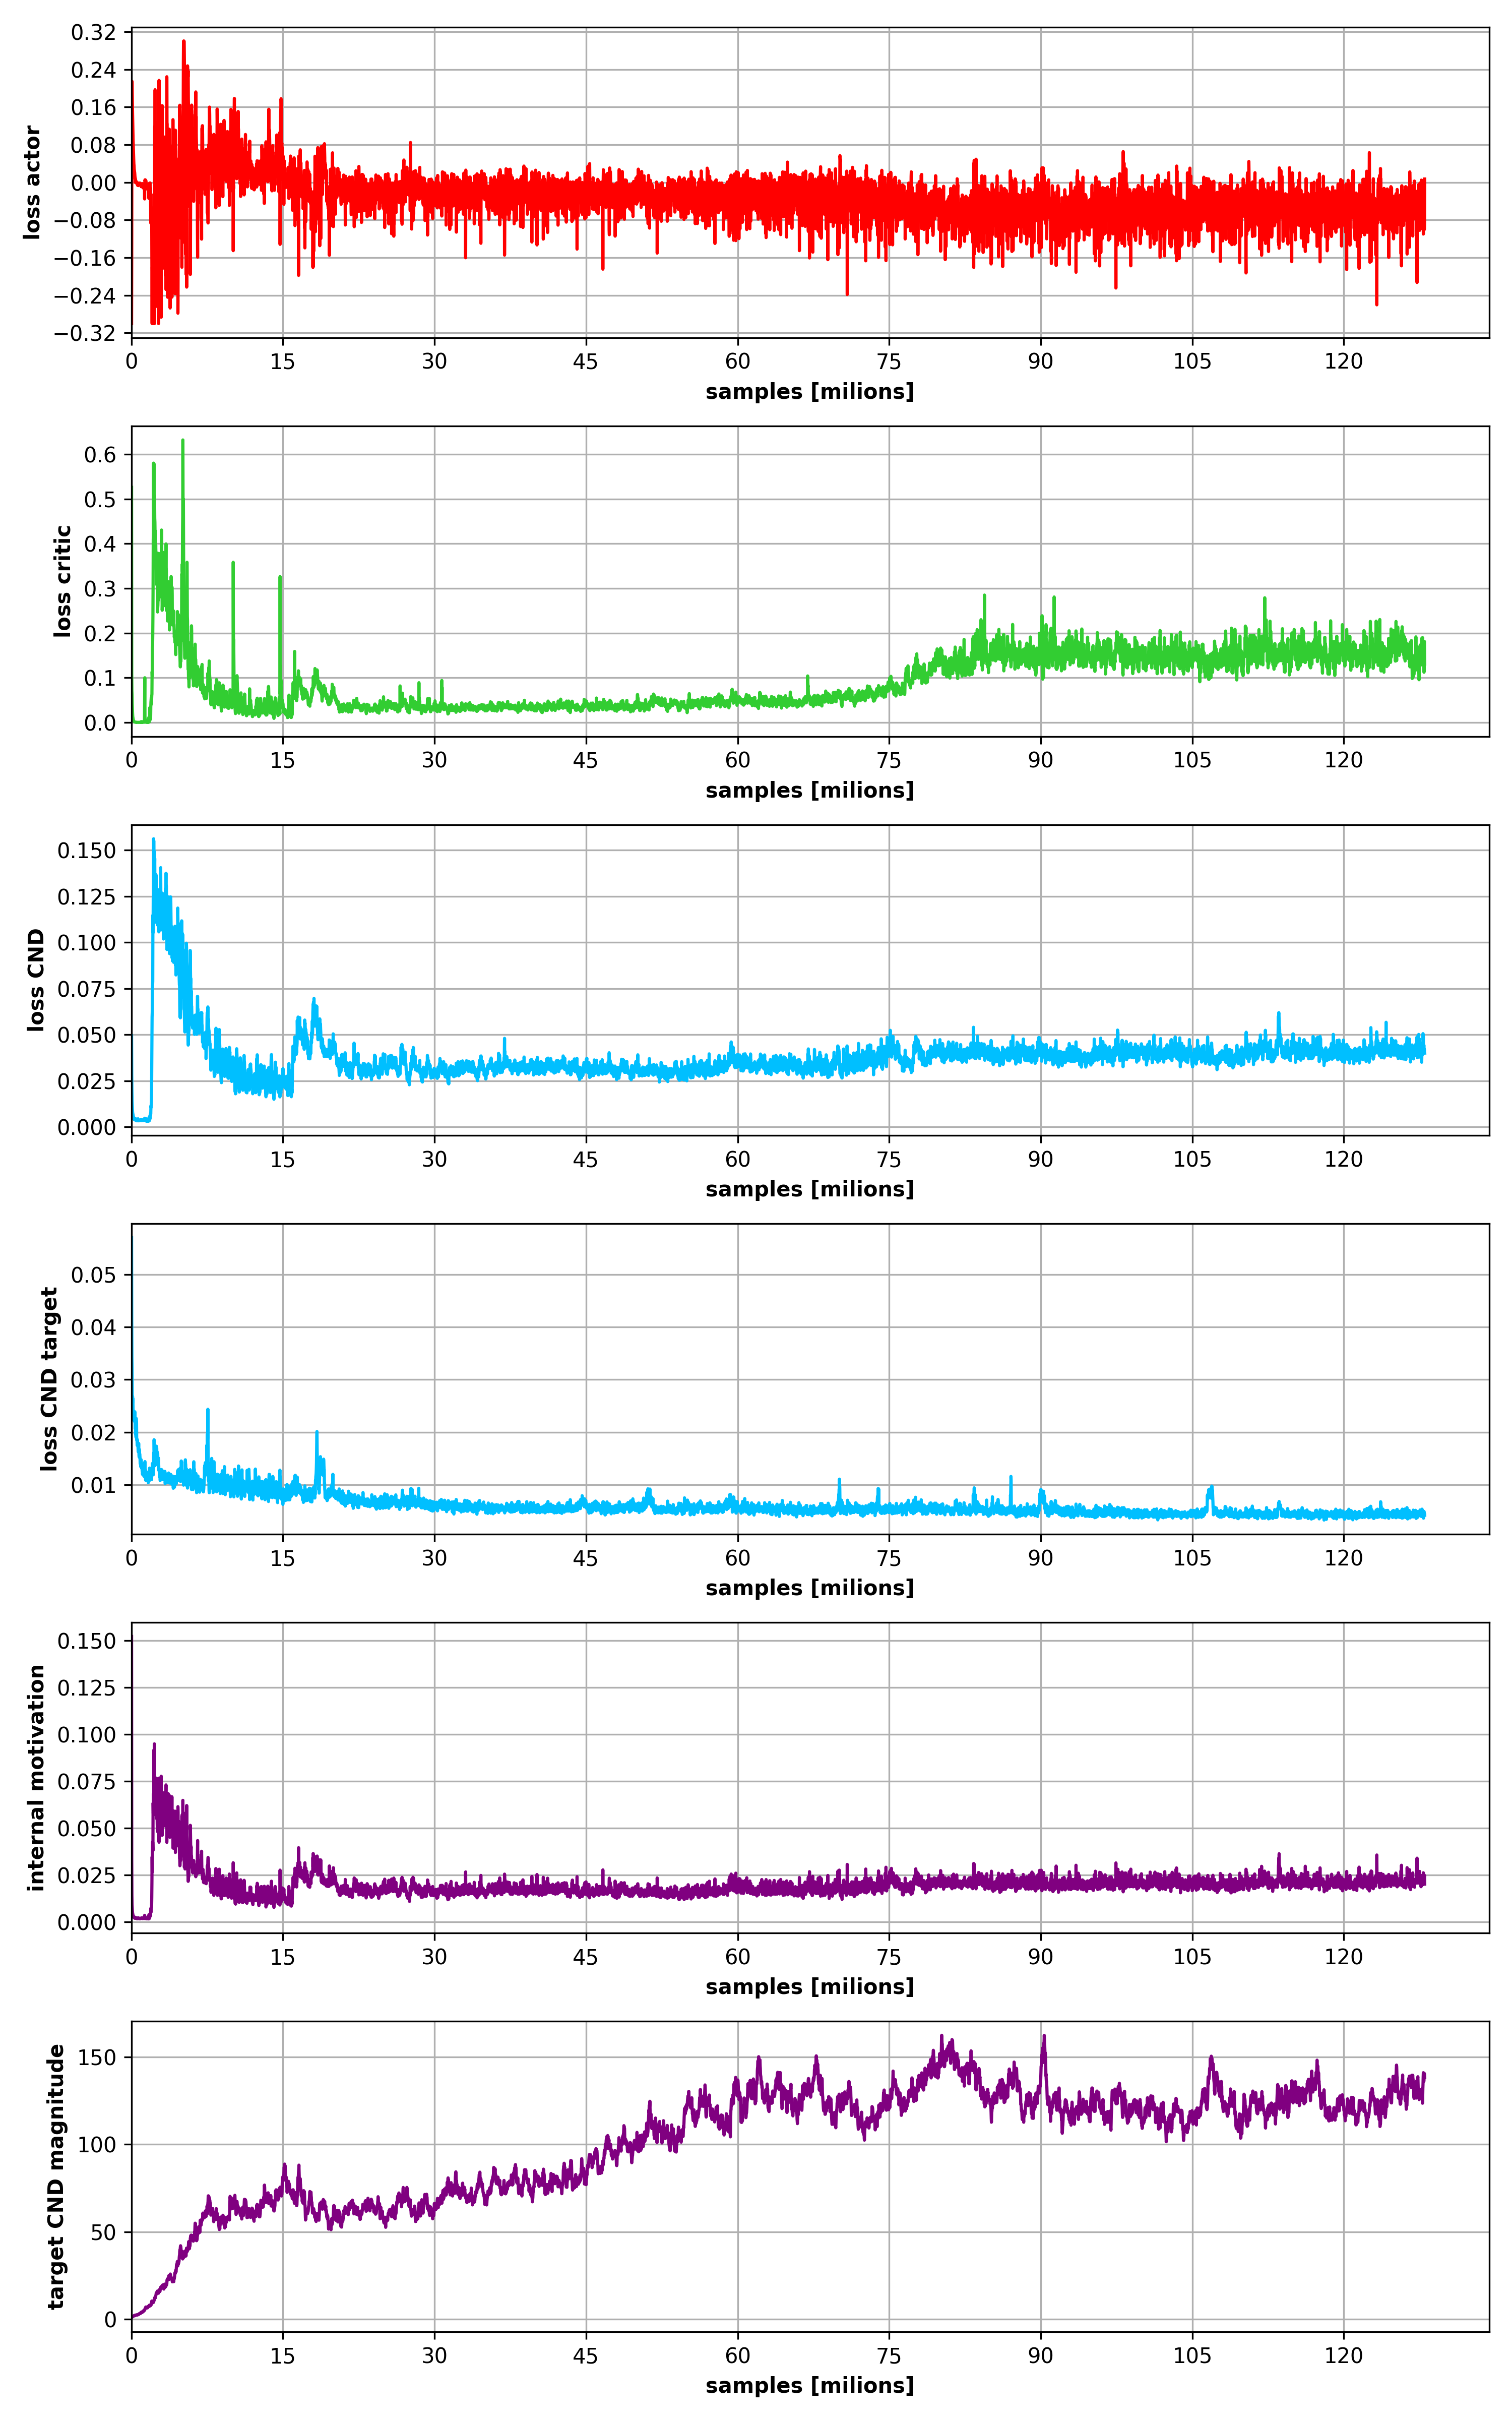 loss actor
0.32
0.24
0.16
0.08
0.00
−0.08
−0.16
−0.24
−0.32
0 15 30 45 60 75 90 105 120
samples [milions]
loss critic
0.6
0.5
0.4
0.3
0.2
0.1
0.0
0 15 30 45 60 75 90 105 120
samples [milions]
loss CND
0.150
0.125
0.100
0.075
0.050
0.025
0.000
0 15 30 45 60 75 90 105 120
samples [milions]
loss CND target
0.05
0.04
0.03
0.02
0.01
0 15 30 45 60 75 90 105 120
samples [milions]
internal motivation
0.150
0.125
0.100
0.075
0.050
0.025
0.000
0 15 30 45 60 75 90 105 120
samples [milions]
target CND magnitude
150
100
50
0
0 15 30 45 60 75 90 105 120
samples [milions]